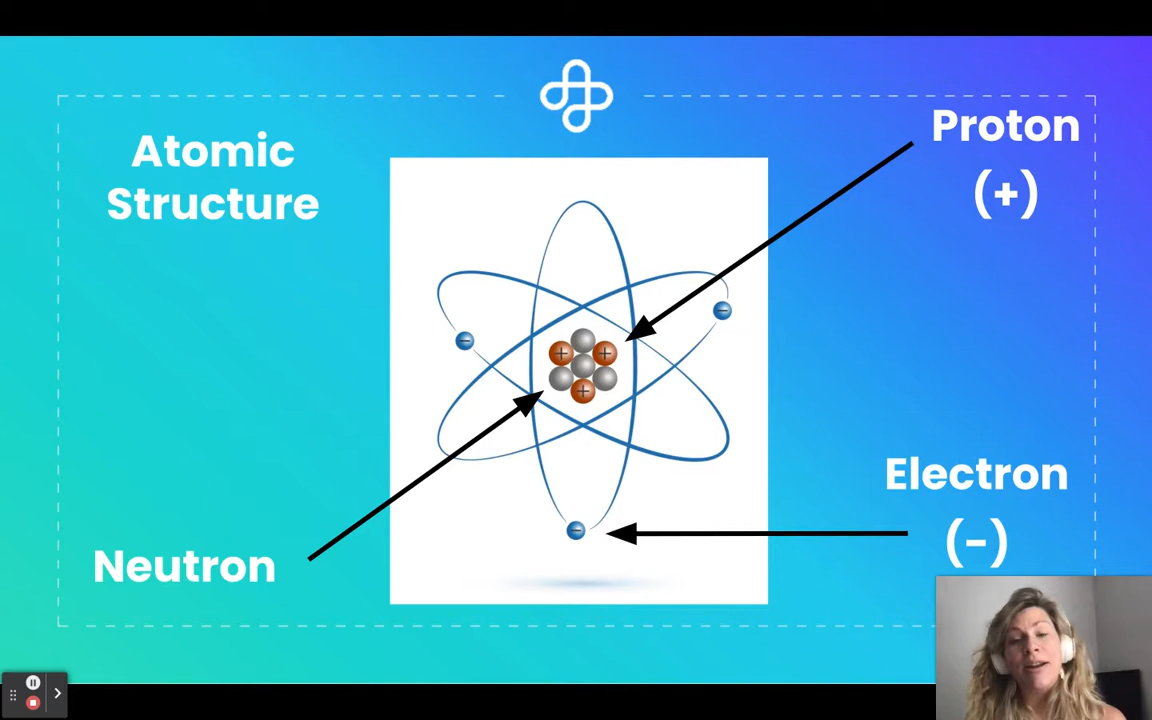 Atomic
Structure
Proton
(+)
+
+
+
Electron
(-)
Neutron